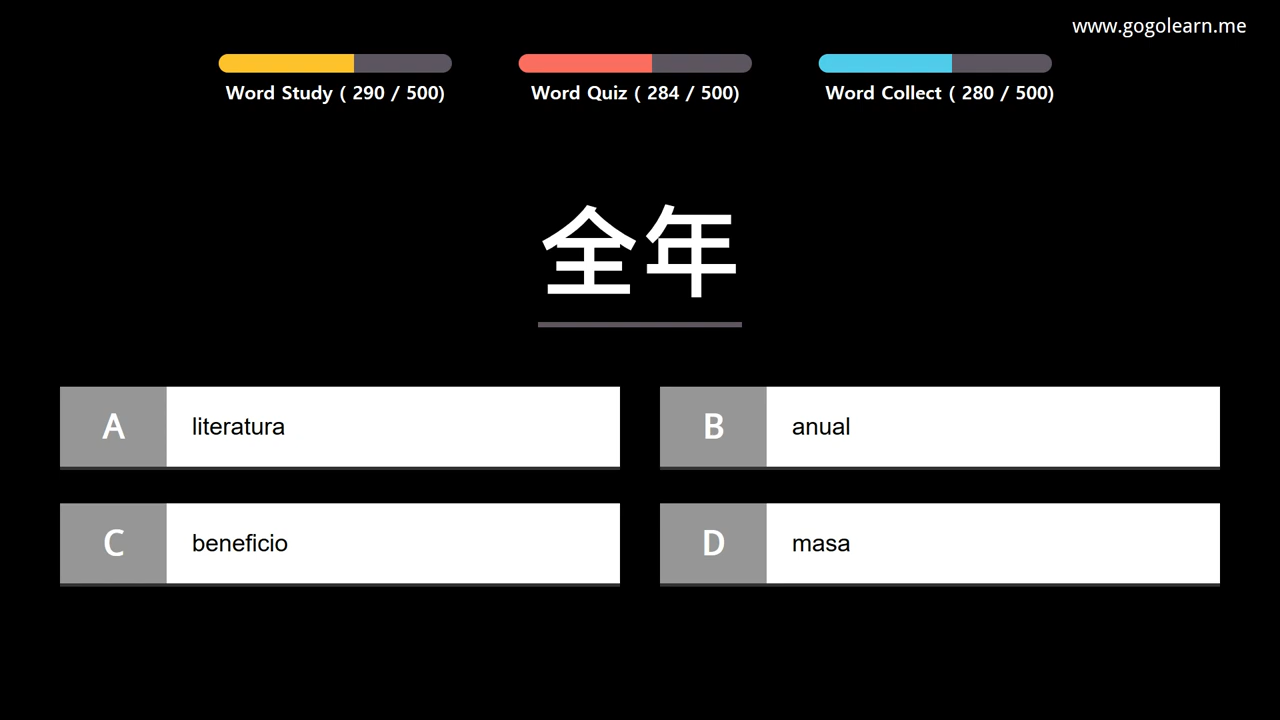 www.gogolearn.me
Word Study ( 290 / 500)
Word Quiz ( 284 / 500)
Word Collect ( 280 / 500)
全年
A literatura
B anual
C beneficio
D masa